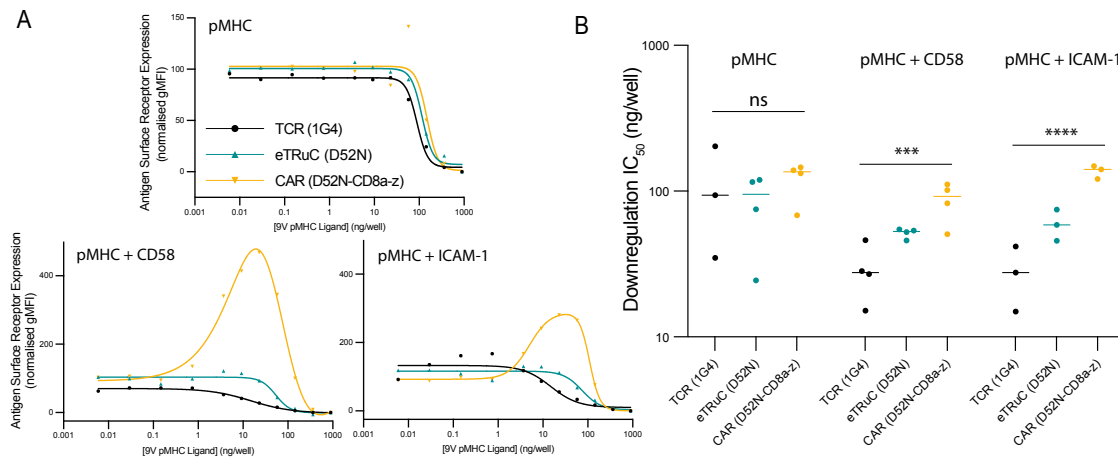 A
pMHC
Antigen Surface Receptor Expression
(normalised gMFI)
150
100
50
0
TCR (1G4)
eTRuC (D52N)
CAR (D52N-CD8a-z)
0.001 0.01 0.1 1 10 100 1000
[9V pMHC Ligand] (ng/well)
pMHC + CD58
Antigen Surface Receptor Expression
(normalised gMFI)
400
200
0
0.001 0.01 0.1 1 10 100 1000
[9V pMHC Ligand] (ng/well)
pMHC + ICAM-1
400
200
0
0.001 0.01 0.1 1 10 100 1000
[9V pMHC Ligand] (ng/well)
B
Downregulation IC50 (ng/well)
1000
100
10
pMHC
pMHC + CD58
pMHC + ICAM-1
ns
***
****
TCR (1G4)
eTRuC (D52N)
CAR (D52N-CD8a-z)
TCR (1G4)
eTRuC (D52N)
CAR (D52N-CD8a-z)
TCR (1G4)
eTRuC (D52N)
CAR (D52N-CD8a-z)